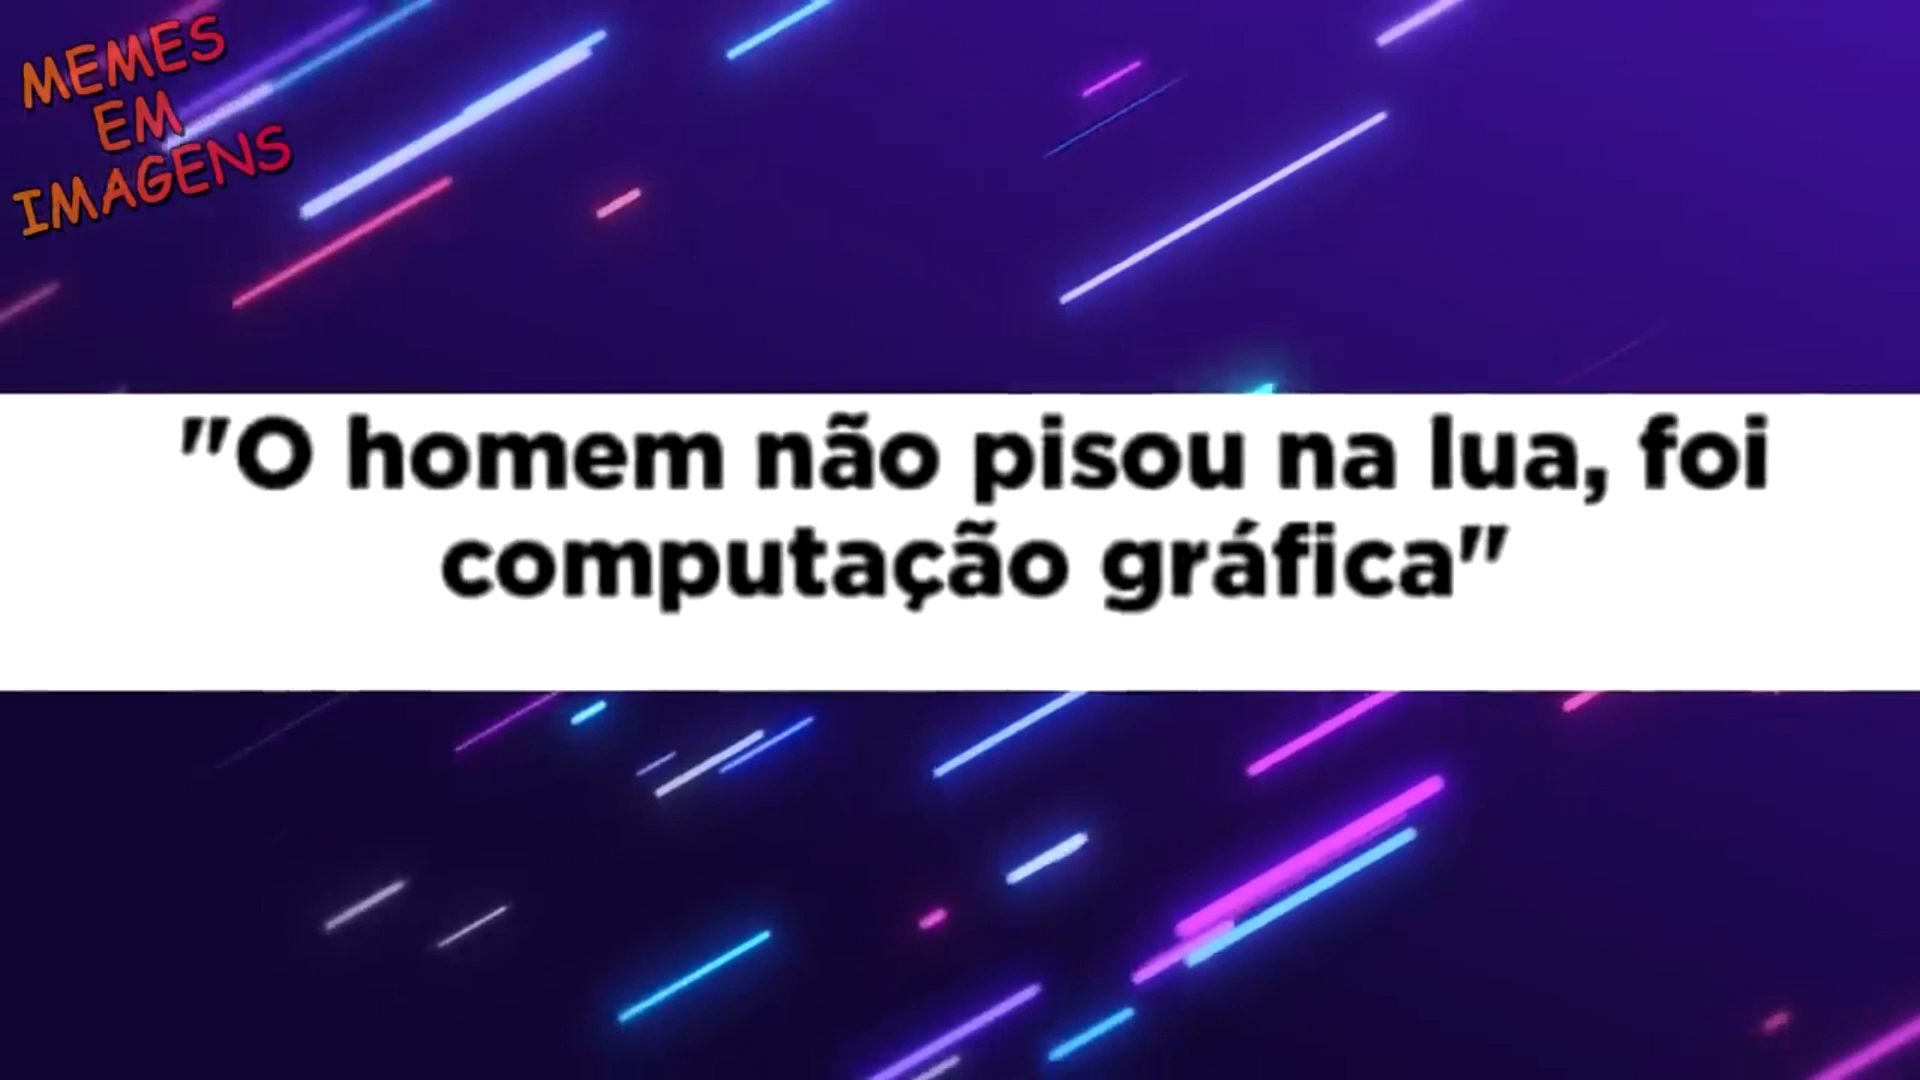 MEMES
EM
IMAGENS
"O homem não pisou na lua, foi
computação gráfica"